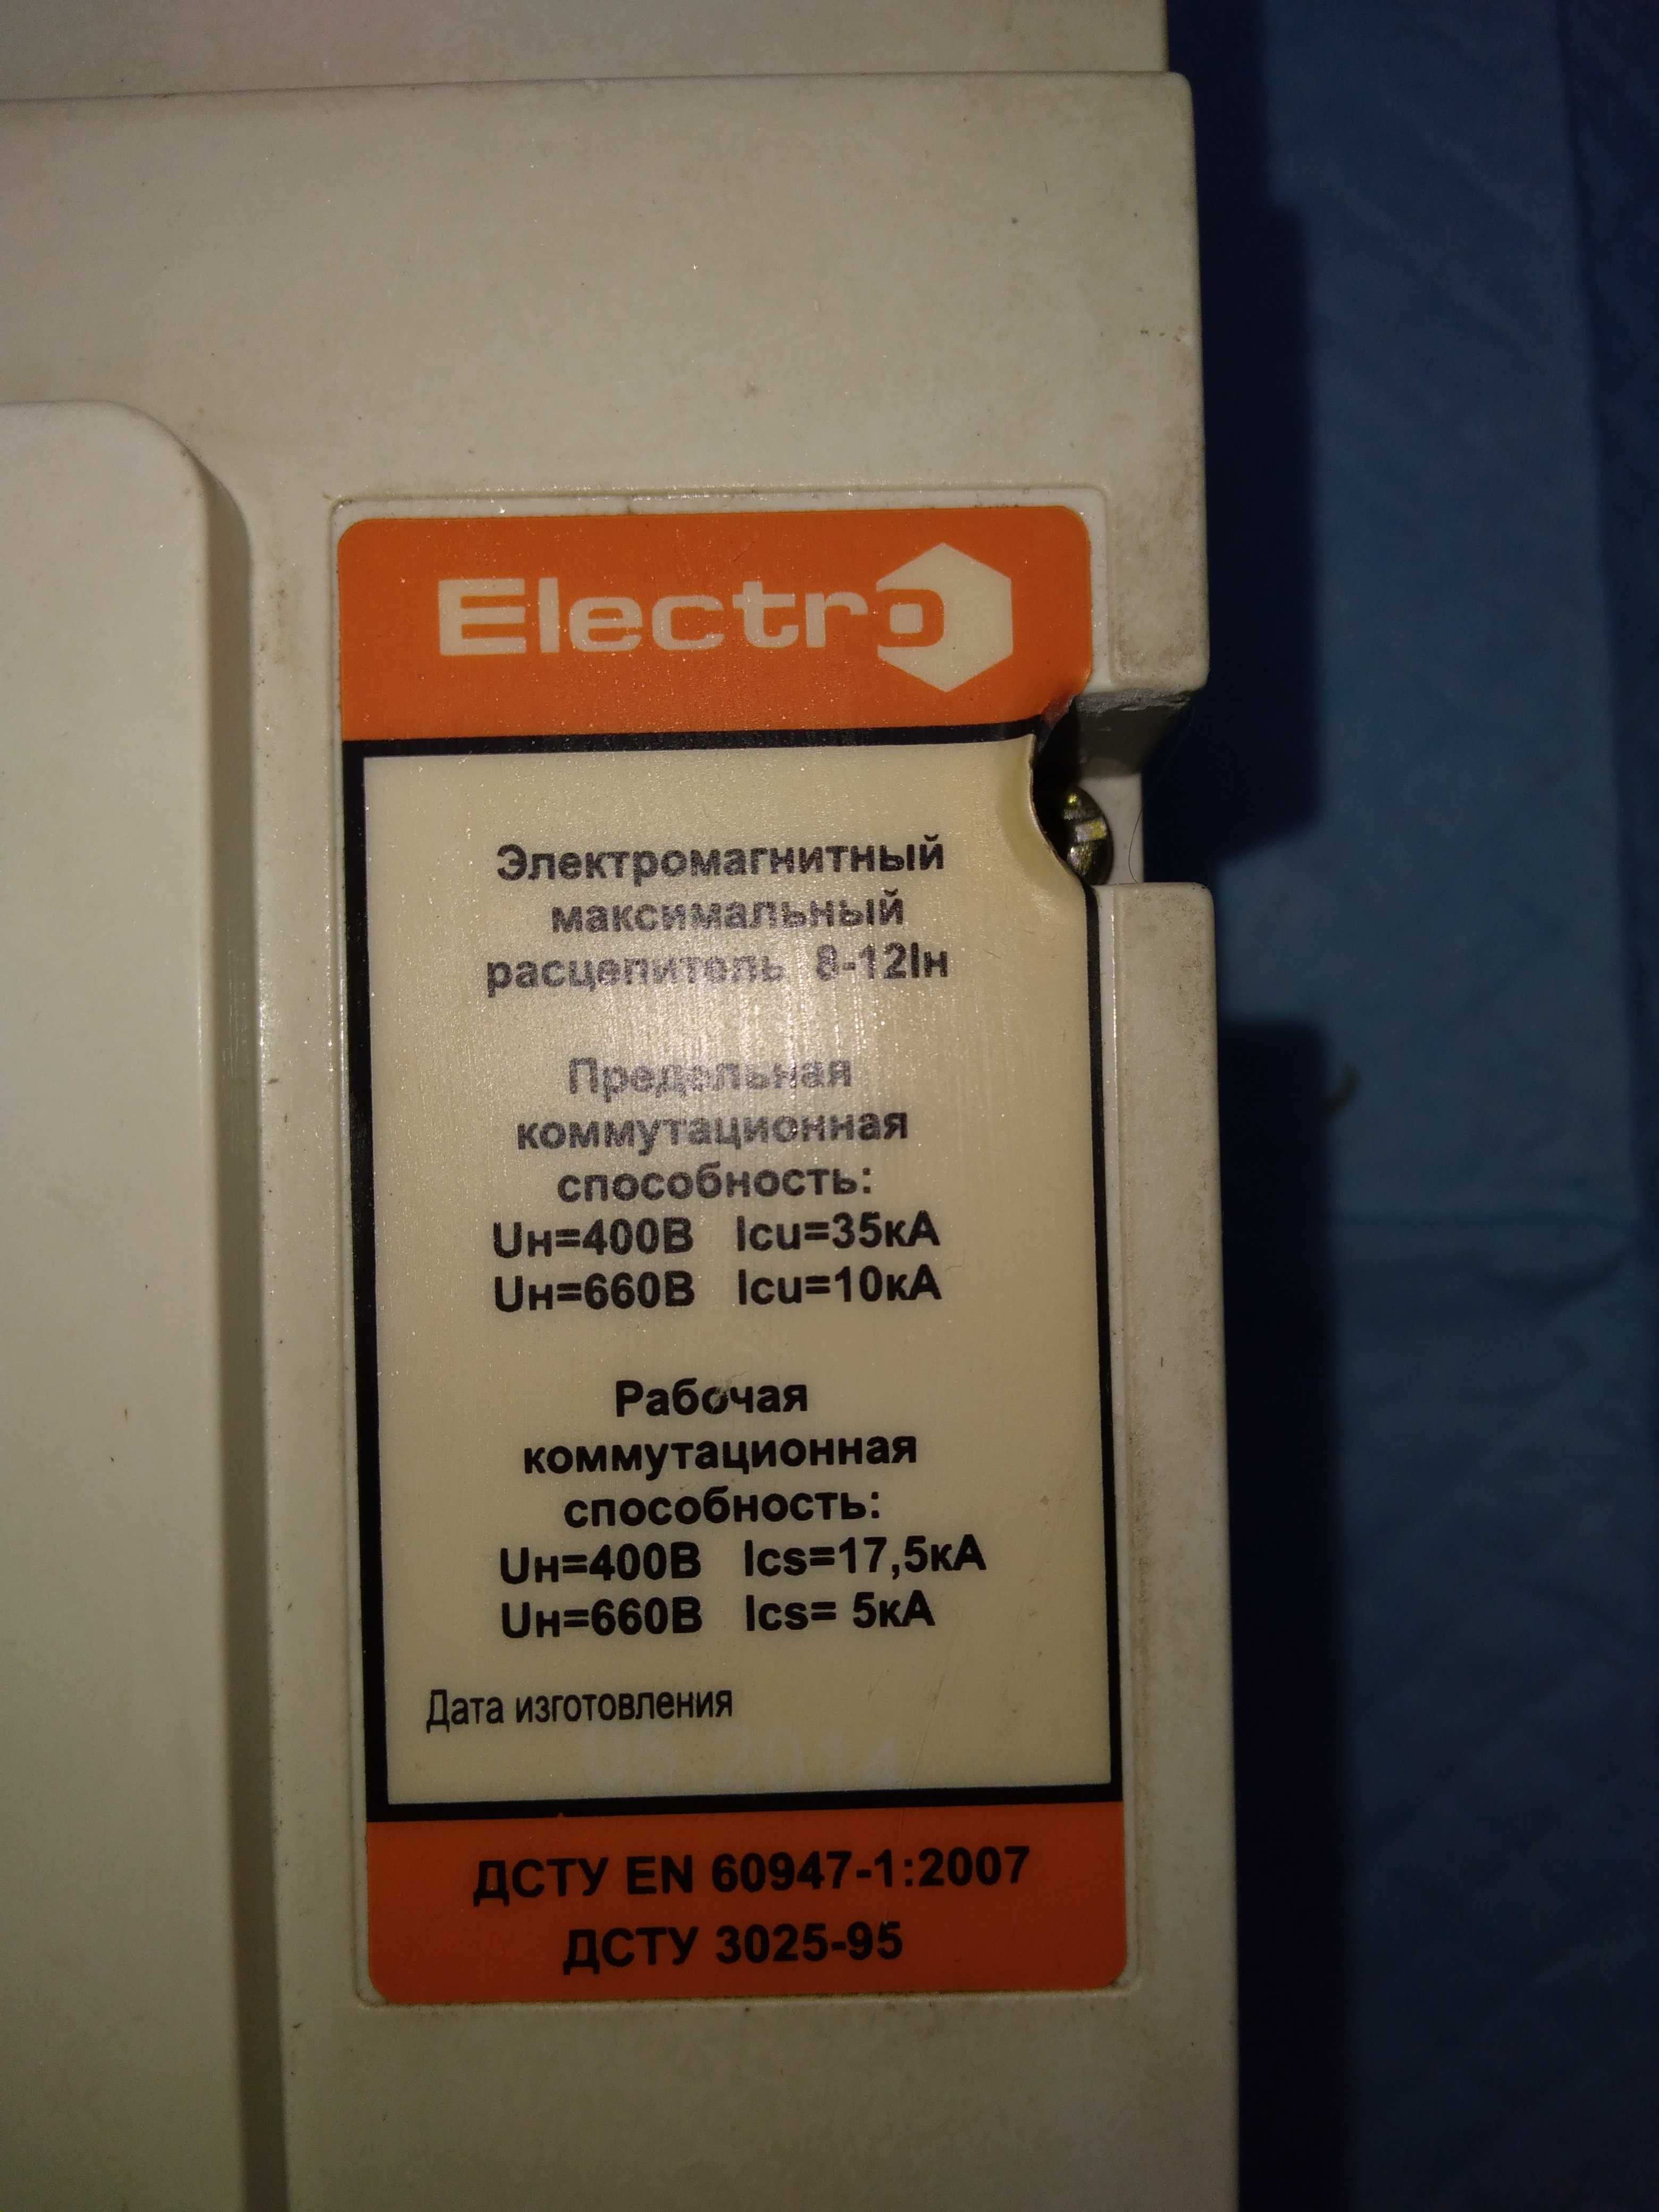 Electro
Электромагнитный
максимальный
расцепитель 8-12Iн
Предельная
коммутационная
способность:
Uн=400В Icu=35кА
Uн=660В Icu=10кА
Рабочая
коммутационная
способность:
Uн=400В Ics=17,5кА
Uн=660В Ics= 5кА
Дата изготовления
ДСТУ EN 60947-1:2007
ДСТУ 3025-95